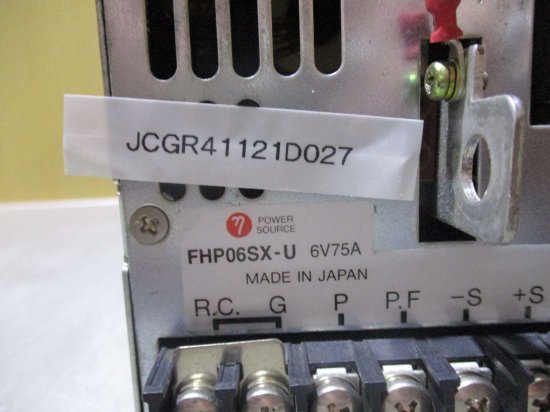 JCGR41121D027
η POWER
SOURCE
FHP06SX-U 6V75A
MADE IN JAPAN
R.C. G P P.F -S +S